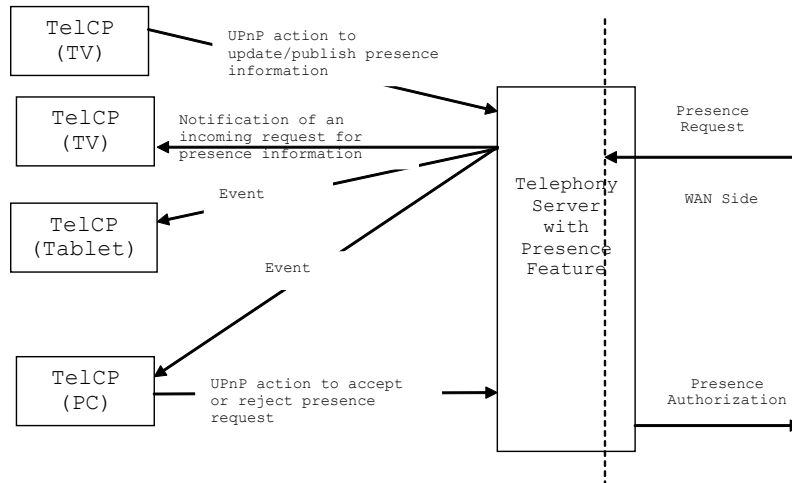 TelCP
(TV)
UPnP action to
update/publish presence
information
TelCP
(TV)
Notification of an
incoming request for
presence information
Presence
Request
Telephony
Server
with
Presence
Feature
Event
WAN Side
TelCP
(Tablet)
Event
TelCP
(PC)
UPnP action to accept
or reject presence
request
Presence
Authorization